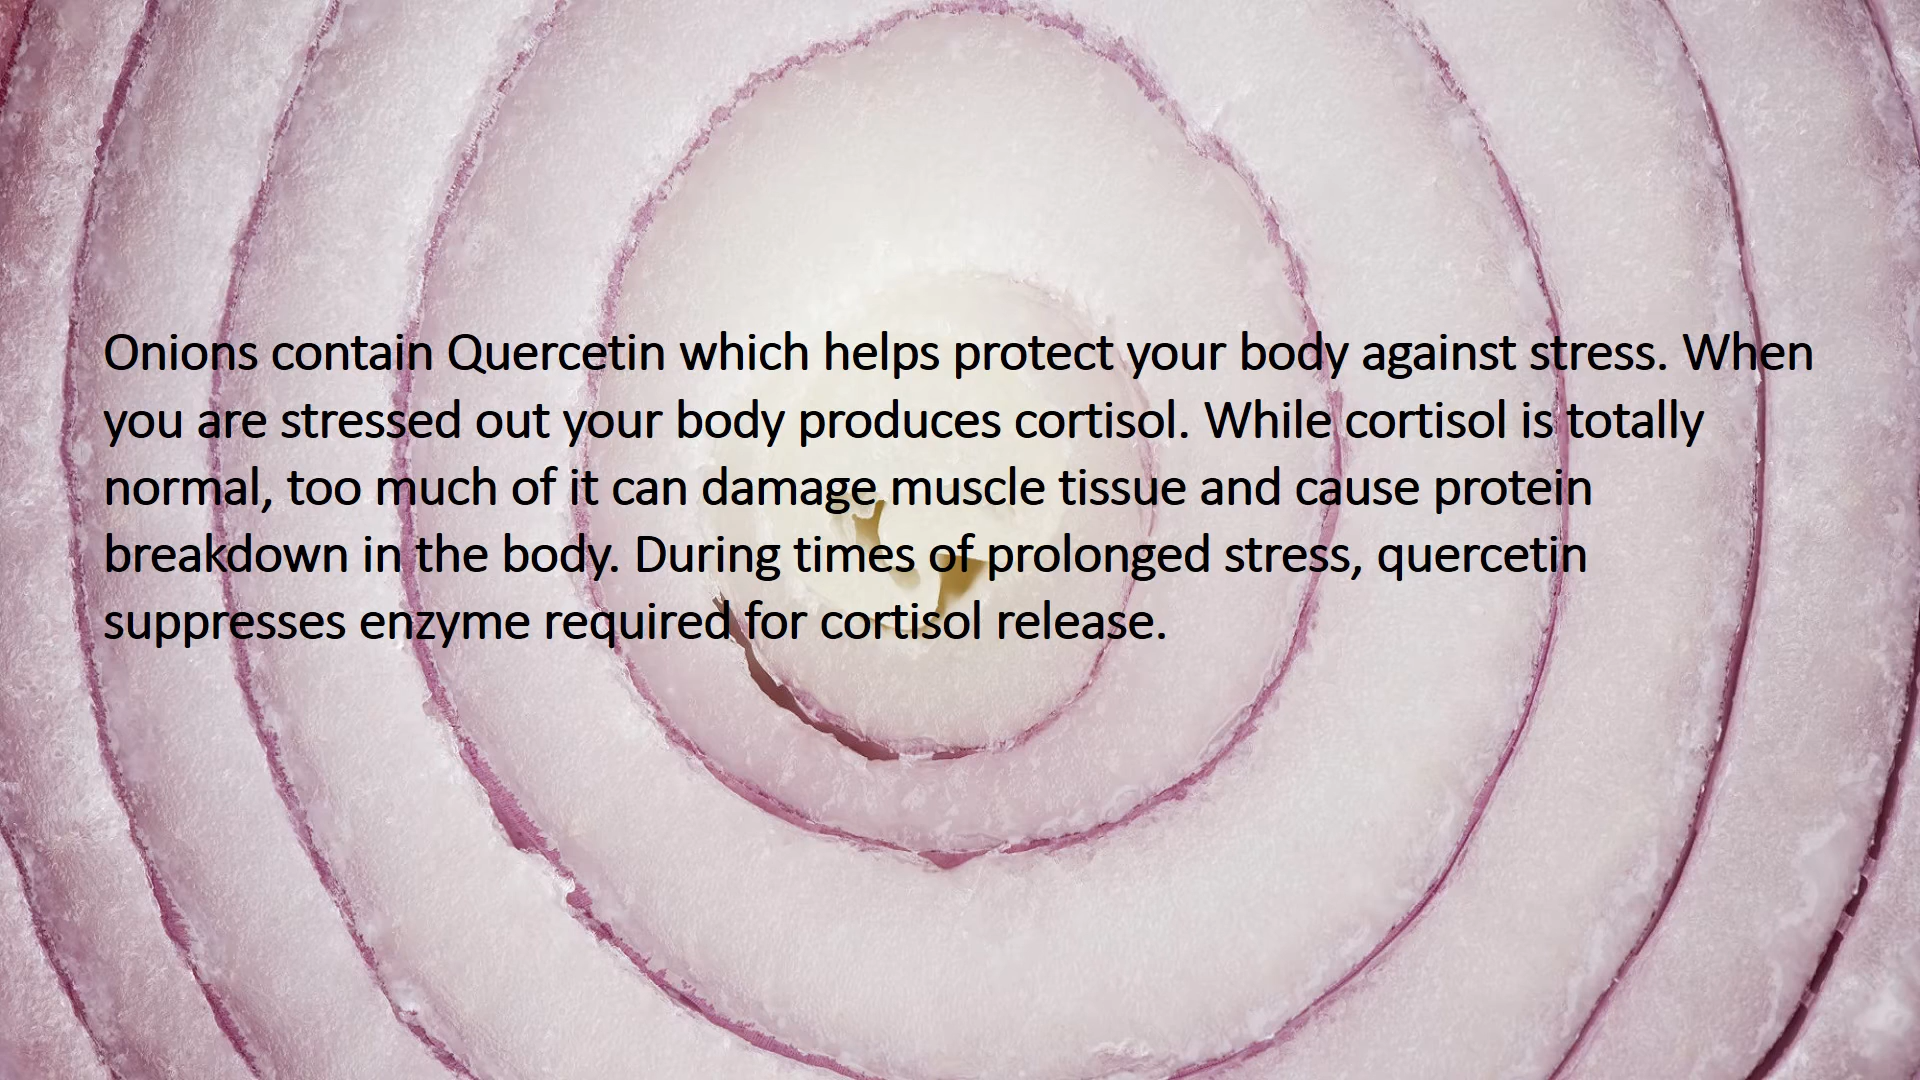 Onions contain Quercetin which helps protect your body against stress. When
you are stressed out your body produces cortisol. While cortisol is totally
normal, too much of it can damage muscle tissue and cause protein
breakdown in the body. During times of prolonged stress, quercetin
suppresses enzyme required for cortisol release.